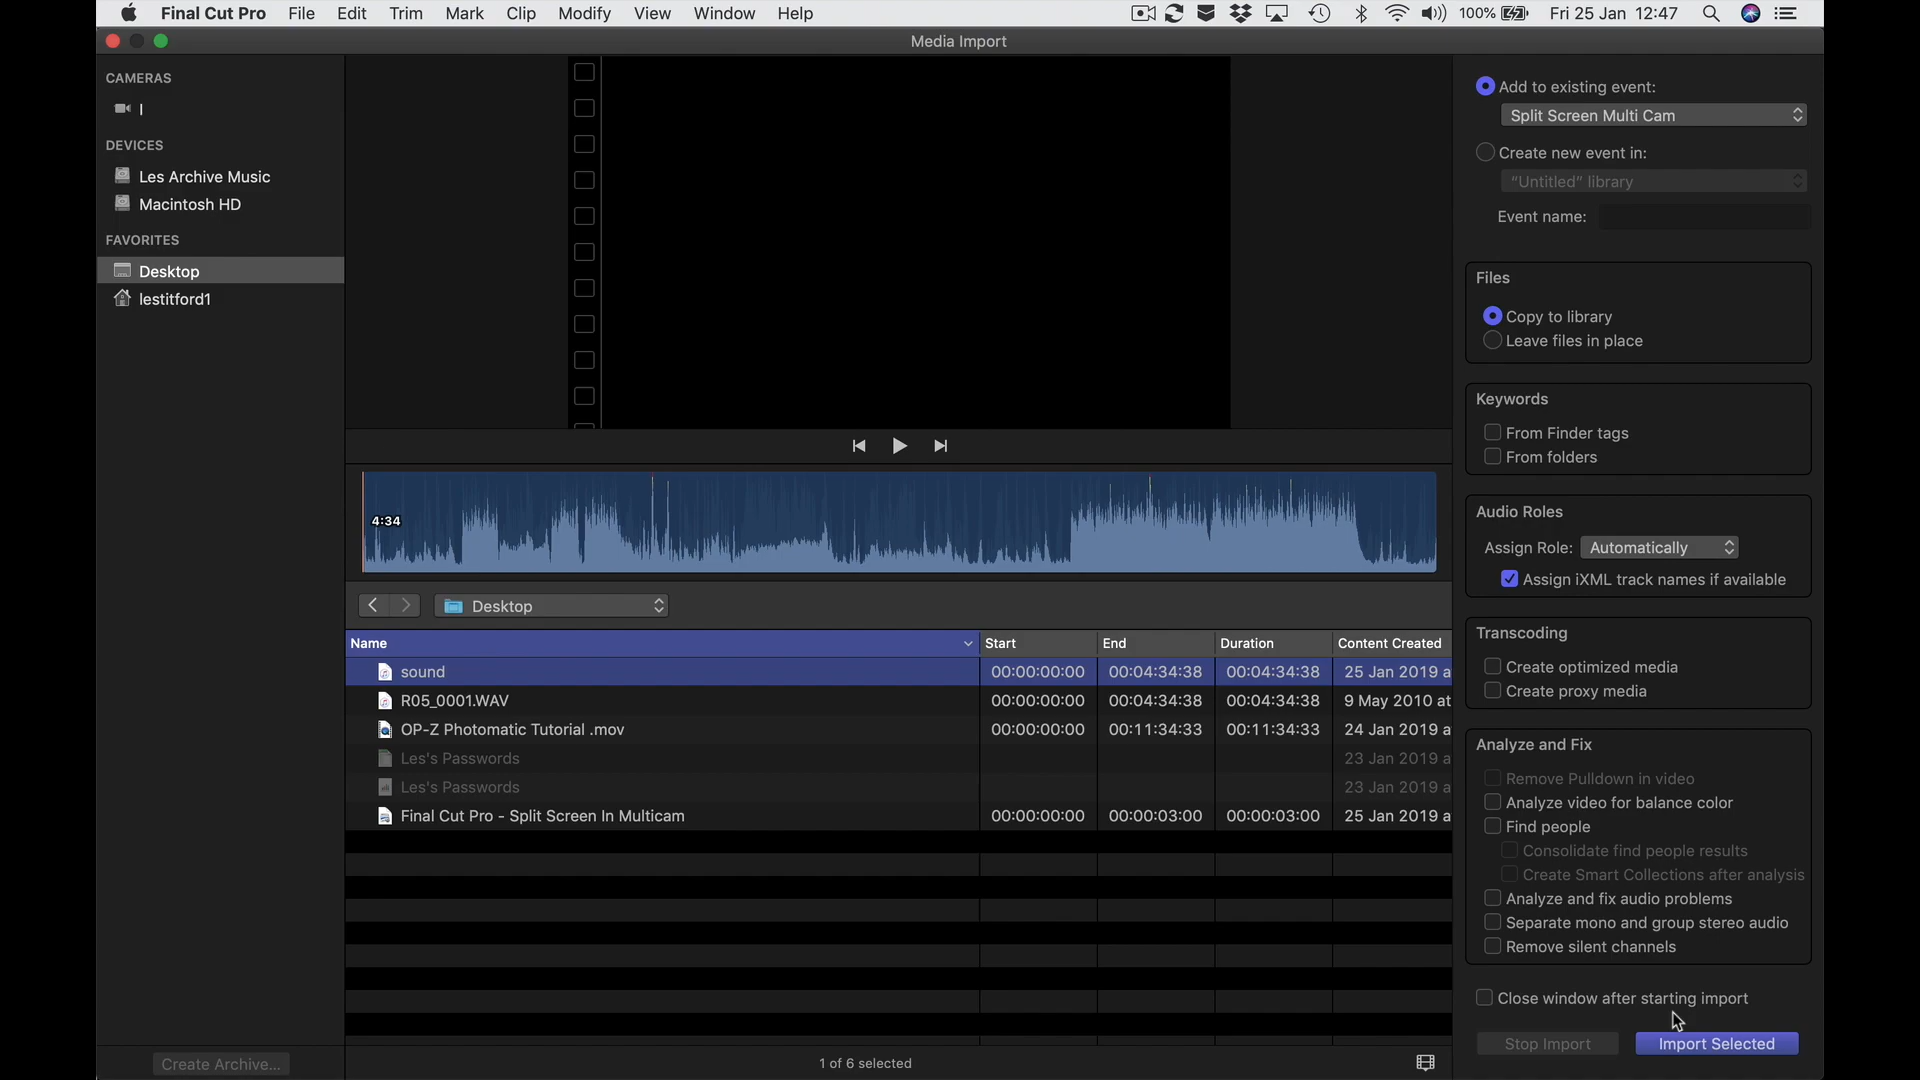 Final Cut Pro File Edit Trim Mark Clip Modify View Window Help 100% Fri 25 Jan 12:47
Media Import
CAMERAS
DEVICES
Les Archive Music
Macintosh HD
FAVORITES
Desktop
lestitford1
Create Archive...
4:34
Desktop
Name Start End Duration Content Created
sound 00:00:00:00 00:04:34:38 00:04:34:38 25 Jan 2019 a
R05_0001.WAV 00:00:00:00 00:04:34:38 00:04:34:38 9 May 2010 at
OP-Z Photomatic Tutorial .mov 00:00:00:00 00:11:34:33 00:11:34:33 24 Jan 2019 a
Les's Passwords 23 Jan 2019 a
Les's Passwords 23 Jan 2019 a
Final Cut Pro - Split Screen In Multicam 00:00:00:00 00:00:03:00 00:00:03:00 25 Jan 2019 a
1 of 6 selected
Add to existing event:
Split Screen Multi Cam
Create new event in:
“Untitled” library
Event name:
Files
Copy to library
Leave files in place
Keywords
From Finder tags
From folders
Audio Roles
Assign Role: Automatically
Assign iXML track names if available
Transcoding
Create optimized media
Create proxy media
Analyze and Fix
Remove Pulldown in video
Analyze video for balance color
Find people
Consolidate find people results
Create Smart Collections after analysis
Analyze and fix audio problems
Separate mono and group stereo audio
Remove silent channels
Close window after starting import
Stop Import Import Selected